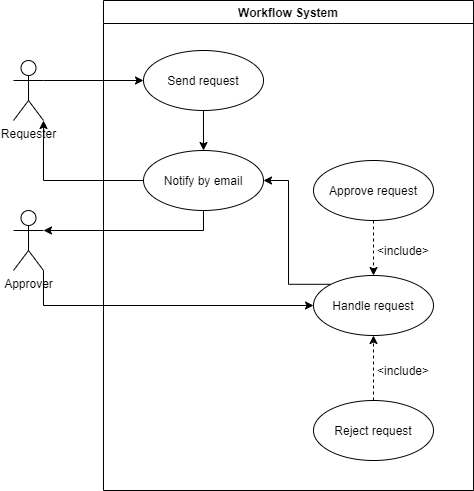 Workflow System
Send request
Requester
Notify by email
Approve request
<include>
Approver
Handle request
<include>
Reject request